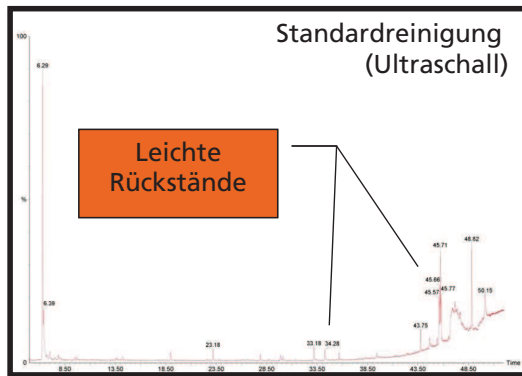 Standardreinigung
(Ultraschall)
100
6.29
Leichte
Rückstände
%
45.71
48.82
45.66
45.57 45.77
50.15
6.39
43.75
23.18
33.18 34.28
0
8.50 13.50 18.50 23.50 28.50 33.50 38.50 43.50 48.50 Time